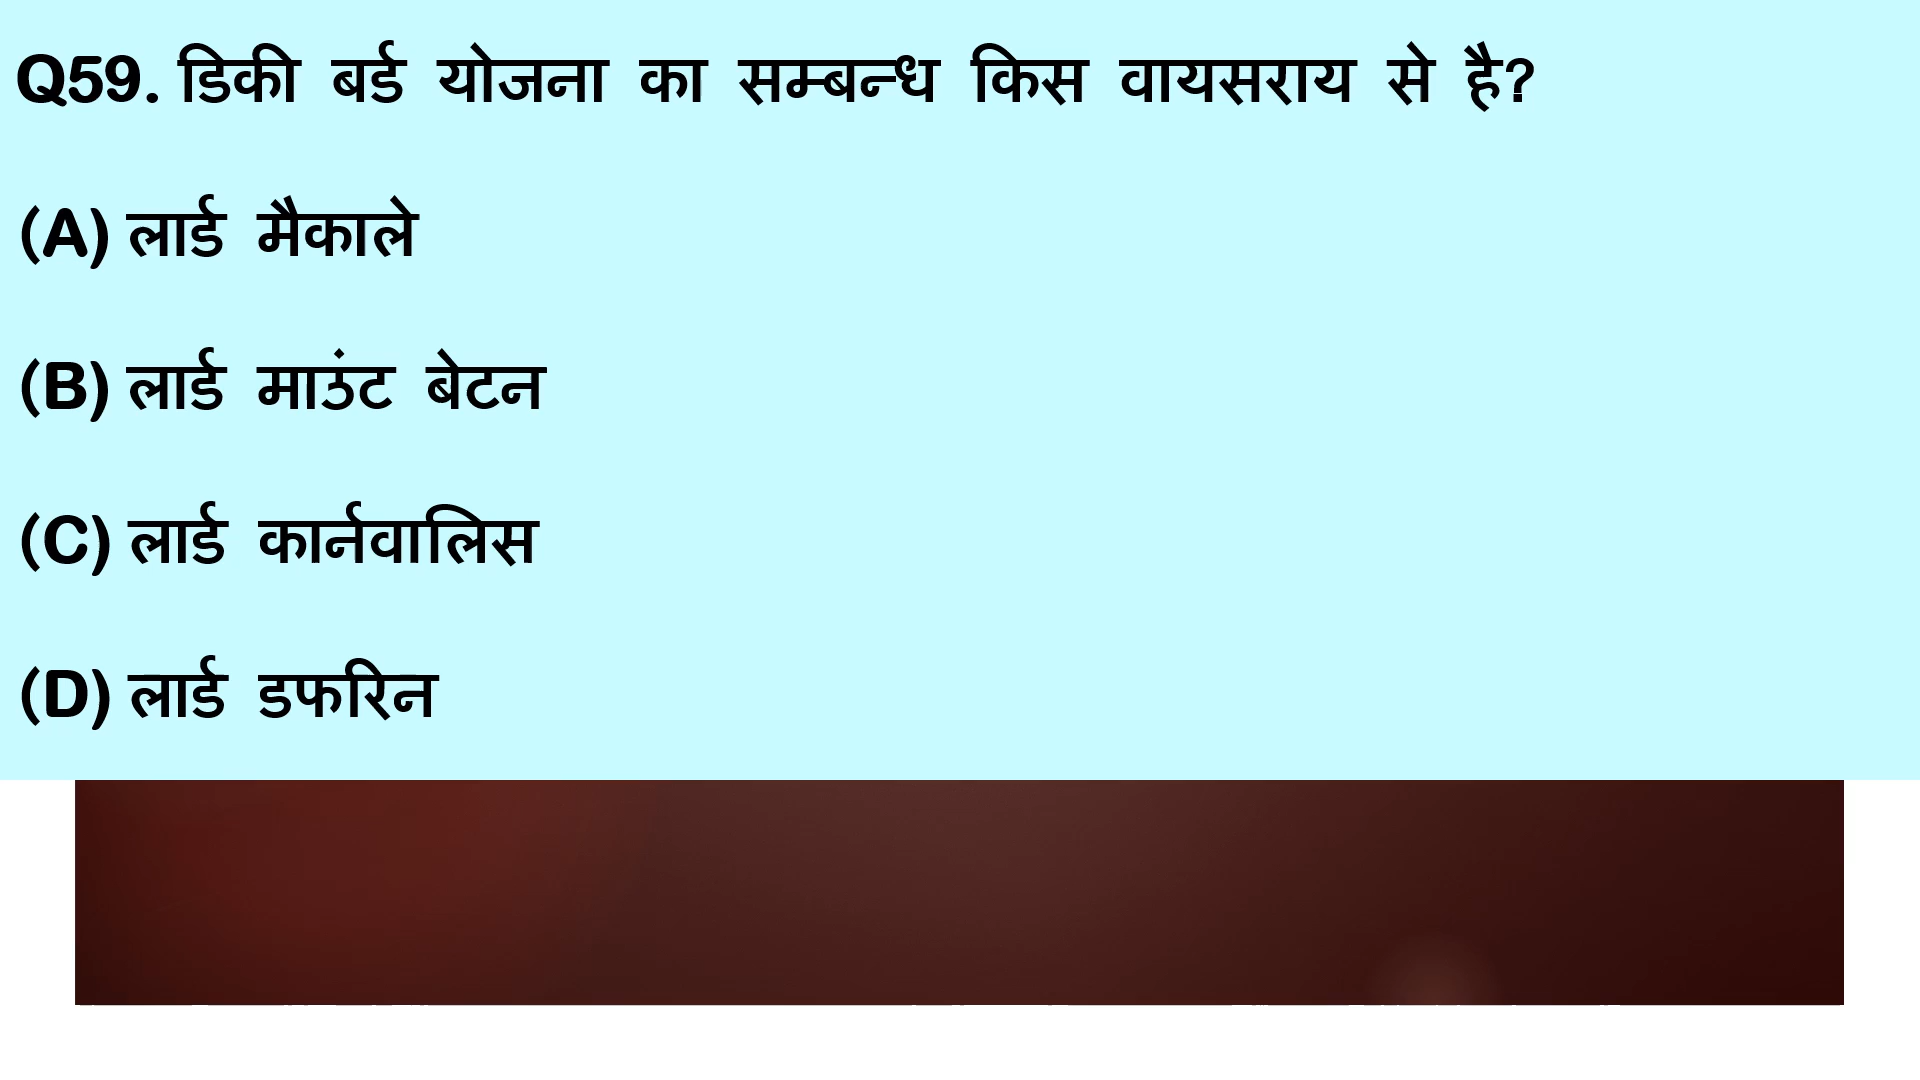 Q59. डिकी बर्ड योजना का सम्बन्ध किस वायसराय से है?
(A) लार्ड मैकाले
(B) लार्ड माउंट बेटन
(C) लार्ड कार्नवालिस
(D) लार्ड डफरिन